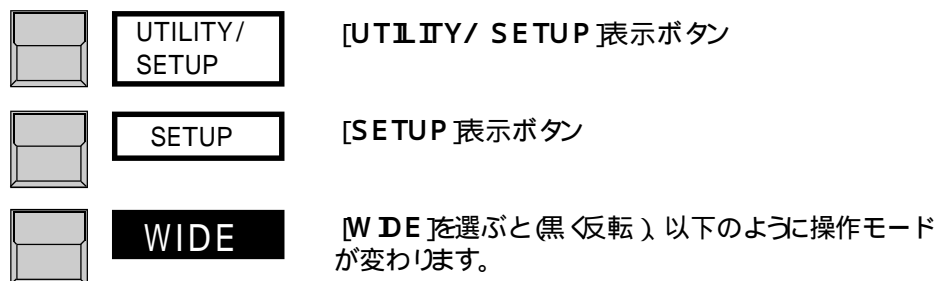 UTILITY/
SETUP
[UTILITY/ SETUP]表示ボタン
SETUP
[SETUP]表示ボタン
WIDE
[WIDE]を選ぶと(黒く反転)、以下のように操作モード
が変わります。